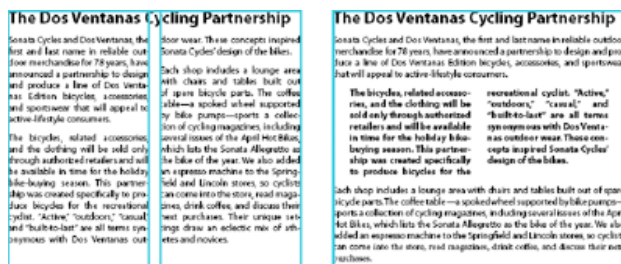 The Dos Ventanas Cycling Partnership
Sonata Cycles and Dos Ventanas, the
first and last name in reliable out-
door merchandise for 78 years, have
announced a partnership to design
and produce a line of Dos Venta-
nas Edition bicycles, accessories,
and sportswear that will appeal to
active-lifestyle consumers.
The bicycles, related accessories,
and the clothing will be sold only
through authorized retailers and will
be available in time for the holiday
bike-buying season. This partner-
ship was created specifically to pro-
duce bicycles for the recreational
cyclist. "Active," "outdoors," "casual,"
and "built-to-last" are all terms syn-
onymous with Dos Ventanas out-
door wear. These concepts inspired
Sonata Cycles' design of the bikes.
Each shop includes a lounge area
with chairs and tables built out
of spare bicycle parts. The coffee
table—a spoked wheel supported
by bike pumps—sports a collec-
tion of cycling magazines, including
several issues of the April Hot Bikes,
which lists the Sonata Allegretto as
the bike of the year. We also added
an espresso machine to the Spring-
field and Lincoln stores, so cyclists
can come into the store, read maga-
zines, drink coffee, and discuss their
next purchases. Their unique set-
tings draw an eclectic mix of ath-
letes and novices.
The Dos Ventanas Cycling Partnership
Sonata Cycles and Dos Ventanas, the first and last name in reliable outdoor
merchandise for 78 years, have announced a partnership to design and pro-
duce a line of Dos Ventanas Edition bicycles, accessories, and sportswear
that will appeal to active-lifestyle consumers.
The bicycles, related accesso-
ries, and the clothing will be
sold only through authorized
retailers and will be available
in time for the holiday bike-
buying season. This partner-
ship was created specifically
to produce bicycles for the
recreational cyclist. "Active,"
"outdoors," "casual," and
"built-to-last" are all terms
synonymous with Dos Venta-
nas outdoor wear. These con-
cepts inspired Sonata Cycles'
design of the bikes.
Each shop includes a lounge area with chairs and tables built out of spare
bicycle parts. The coffee table—a spoked wheel supported by bike pumps—
sports a collection of cycling magazines, including several issues of the April
Hot Bikes, which lists the Sonata Allegretto as the bike of the year. We also
added an espresso machine to the Springfield and Lincoln stores, so cyclists
can come into the store, read magazines, drink coffee, and discuss their next
purchases.